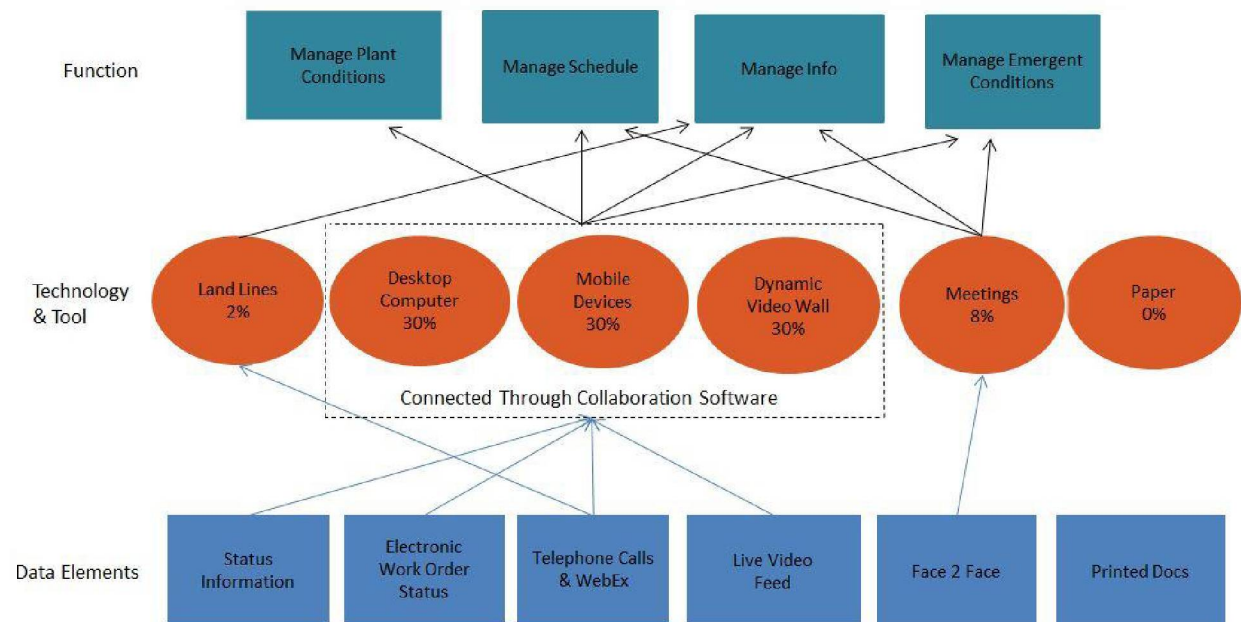 Function
Manage Plant
Conditions
Manage Schedule
Manage Info
Manage Emergent
Conditions
Technology
& Tool
Land Lines
2%
Desktop
Computer
30%
Mobile
Devices
30%
Dynamic
Video Wall
30%
Meetings
8%
Paper
0%
Connected Through Collaboration Software
Data Elements
Status
Information
Electronic
Work Order
Status
Telephone Calls
& WebEx
Live Video
Feed
Face 2 Face
Printed Docs